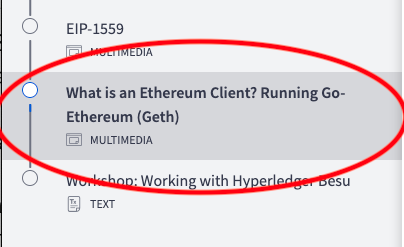 EIP-1559
MULTIMEDIA
What is an Ethereum Client? Running Go-
Ethereum (Geth)
MULTIMEDIA
Workshop: Working with Hyperledger Besu
TEXT